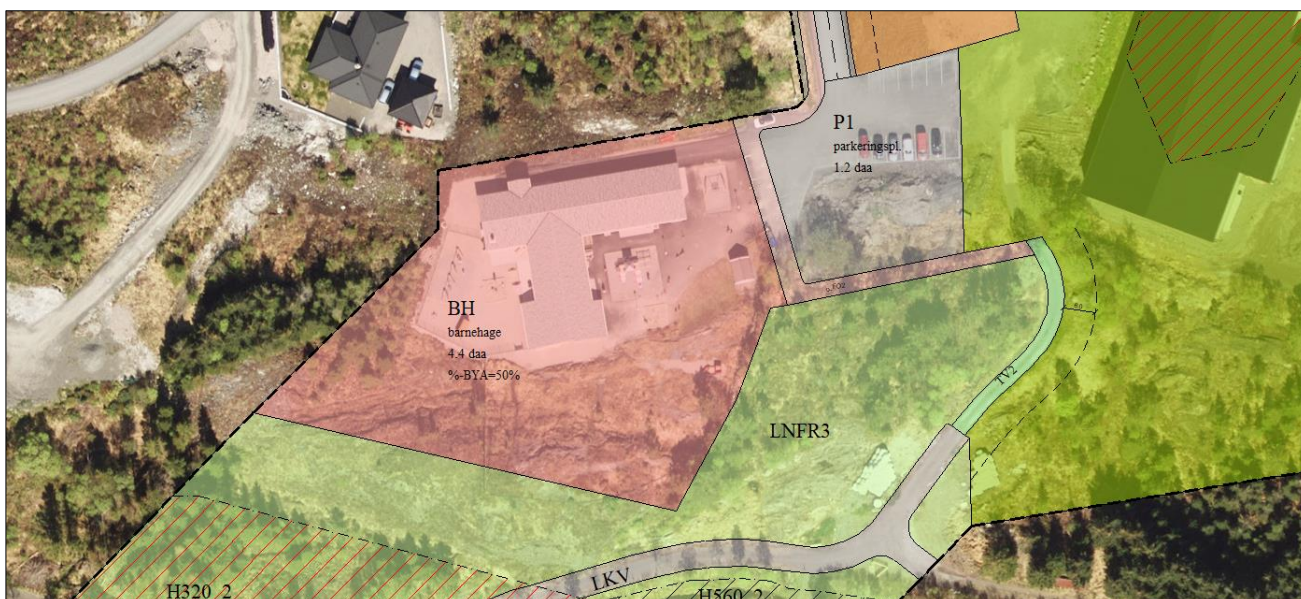 P1
parkeringspl.
1.2 daa
BH
barnehage
4.4 daa
%-BYA=50%
TV2
LNFR3
LKV
H320_2
H560_2